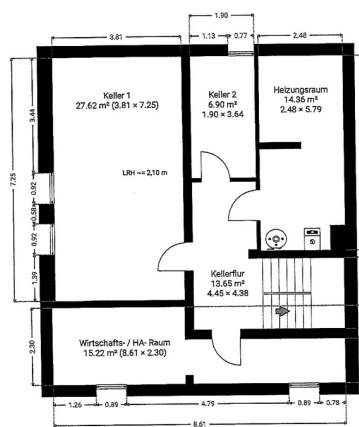 1.90
3.81
1.13
0.77
2.48
Keller 1
27.62 m² (3.81 × 7.25)
Keller 2
6.90 m²
1.90 × 3.64
Heizungsraum
14.36 m²
2.48 × 5.79
3.44
7.25
LRH ~= 2,10 m
0.92
0.58
0.92
1.39
Kellerflur
13.65 m²
4.45 × 4.38
2.30
Wirtschafts- / HA- Raum
15.22 m² (8.61 × 2.30)
1.26
0.89
4.79
0.89
0.78
8.61